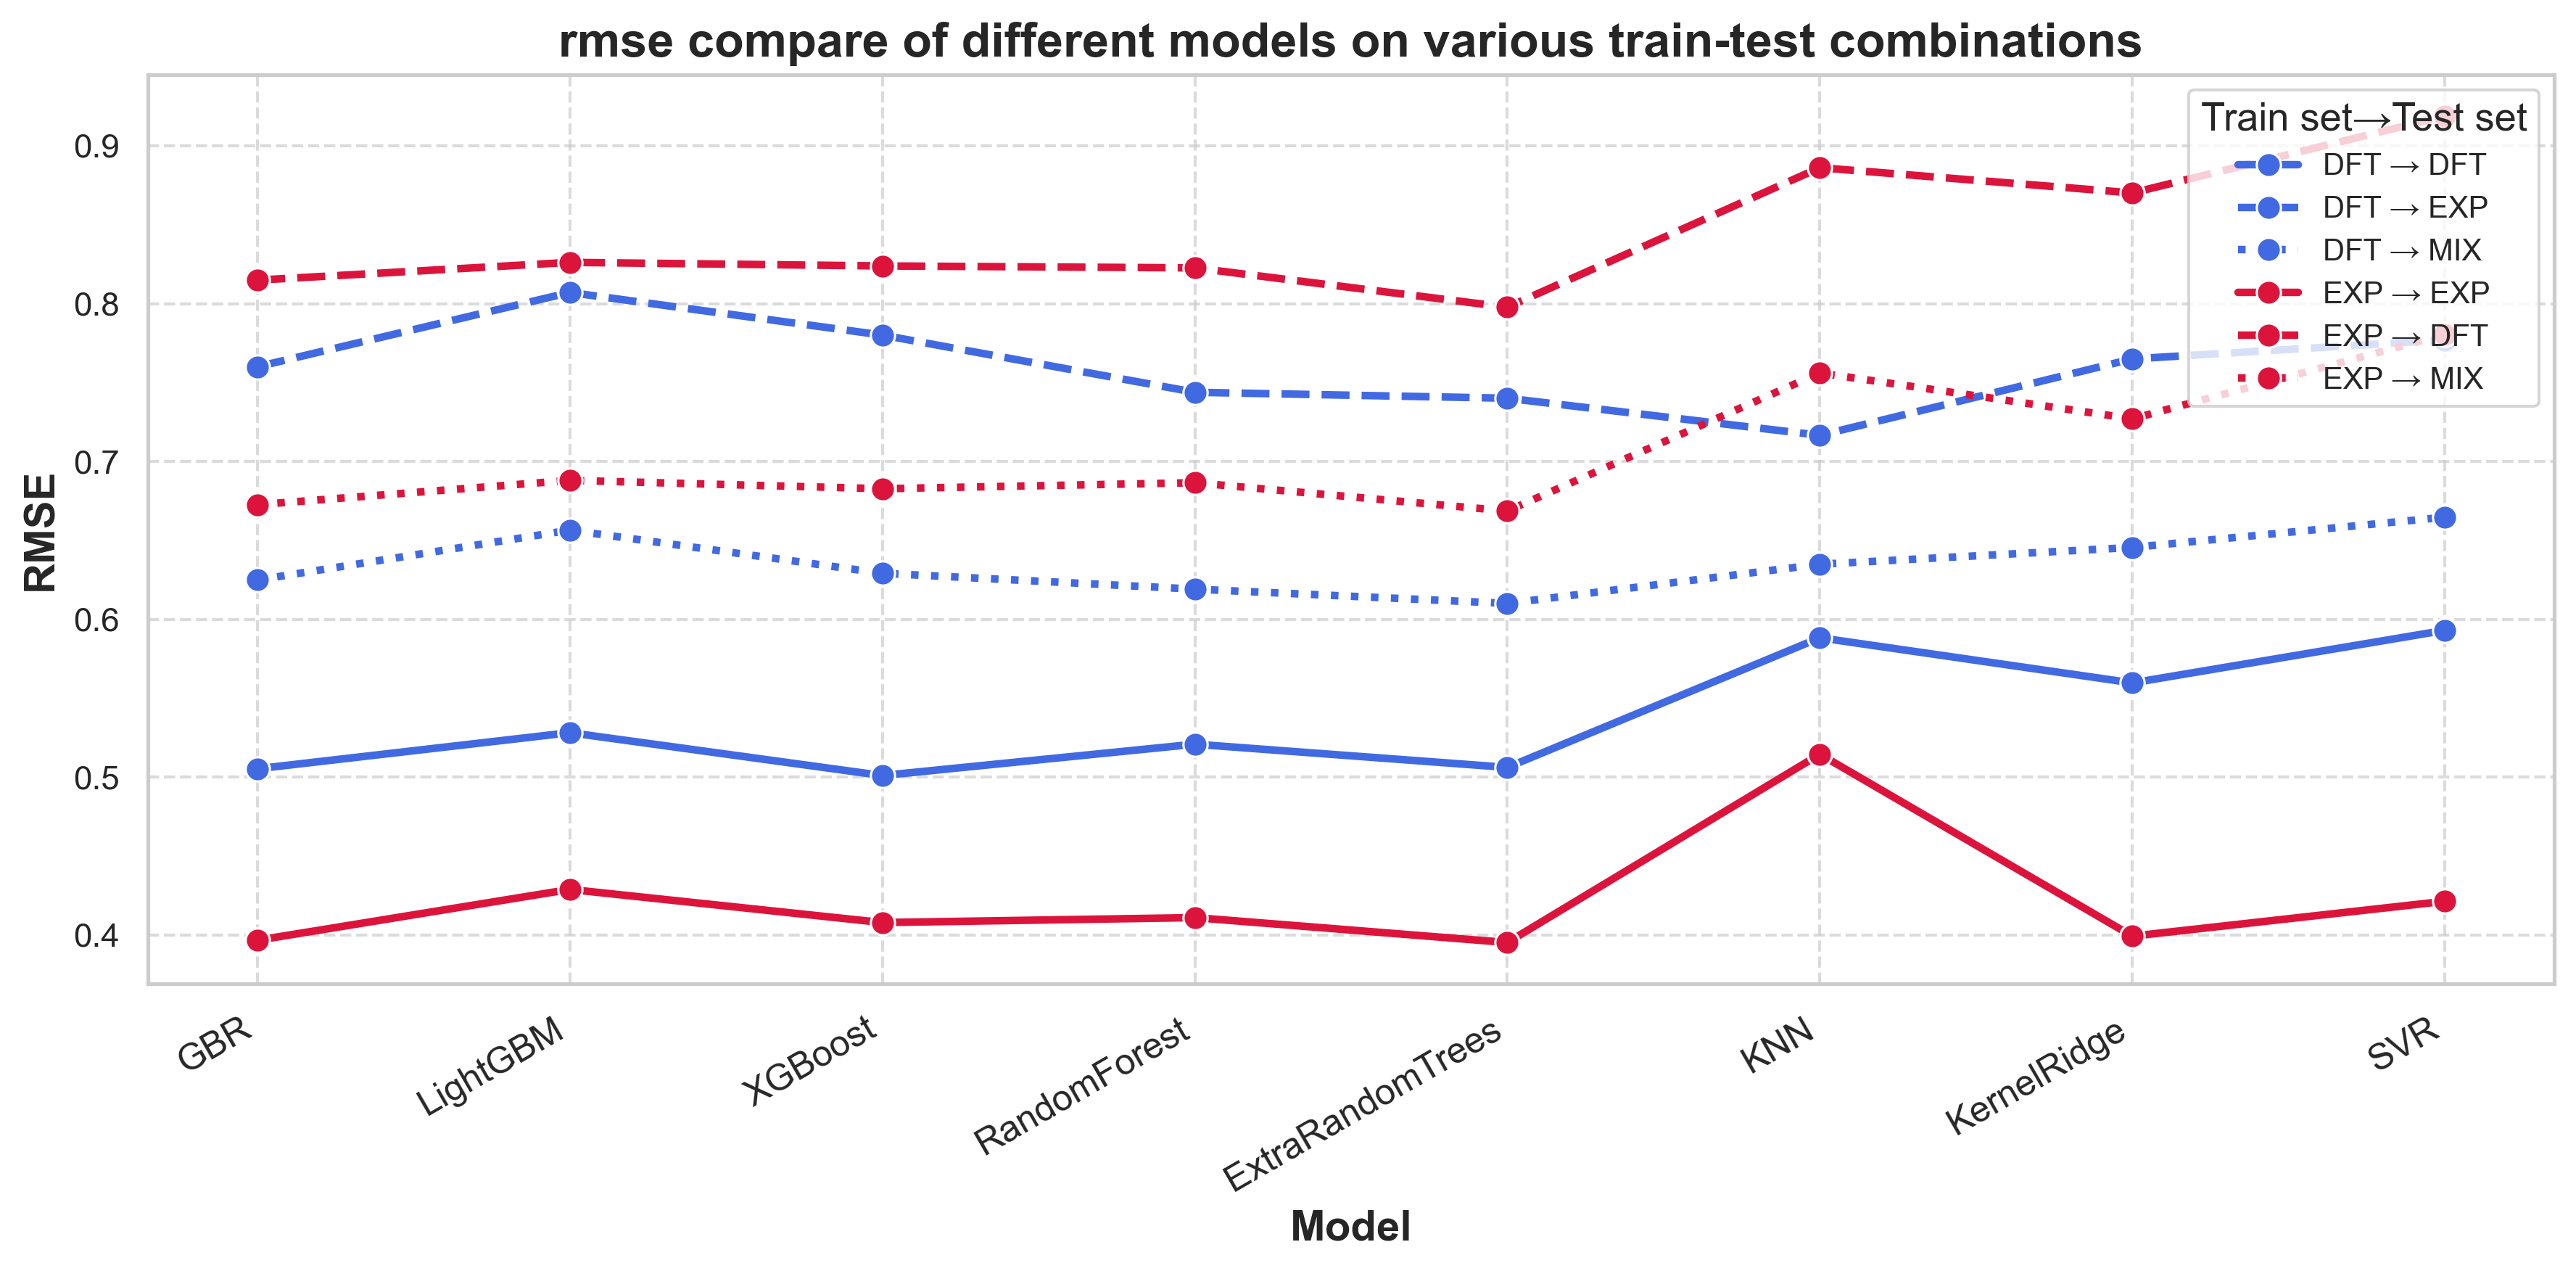 rmse compare of different models on various train-test combinations
Train set→Test set
DFT → DFT
DFT → EXP
DFT → MIX
EXP → EXP
EXP → DFT
EXP → MIX
RMSE
0.9
0.8
0.7
0.6
0.5
0.4
GBR
LightGBM
XGBoost
RandomForest
ExtraRandomTrees
KNN
KernelRidge
SVR
Model